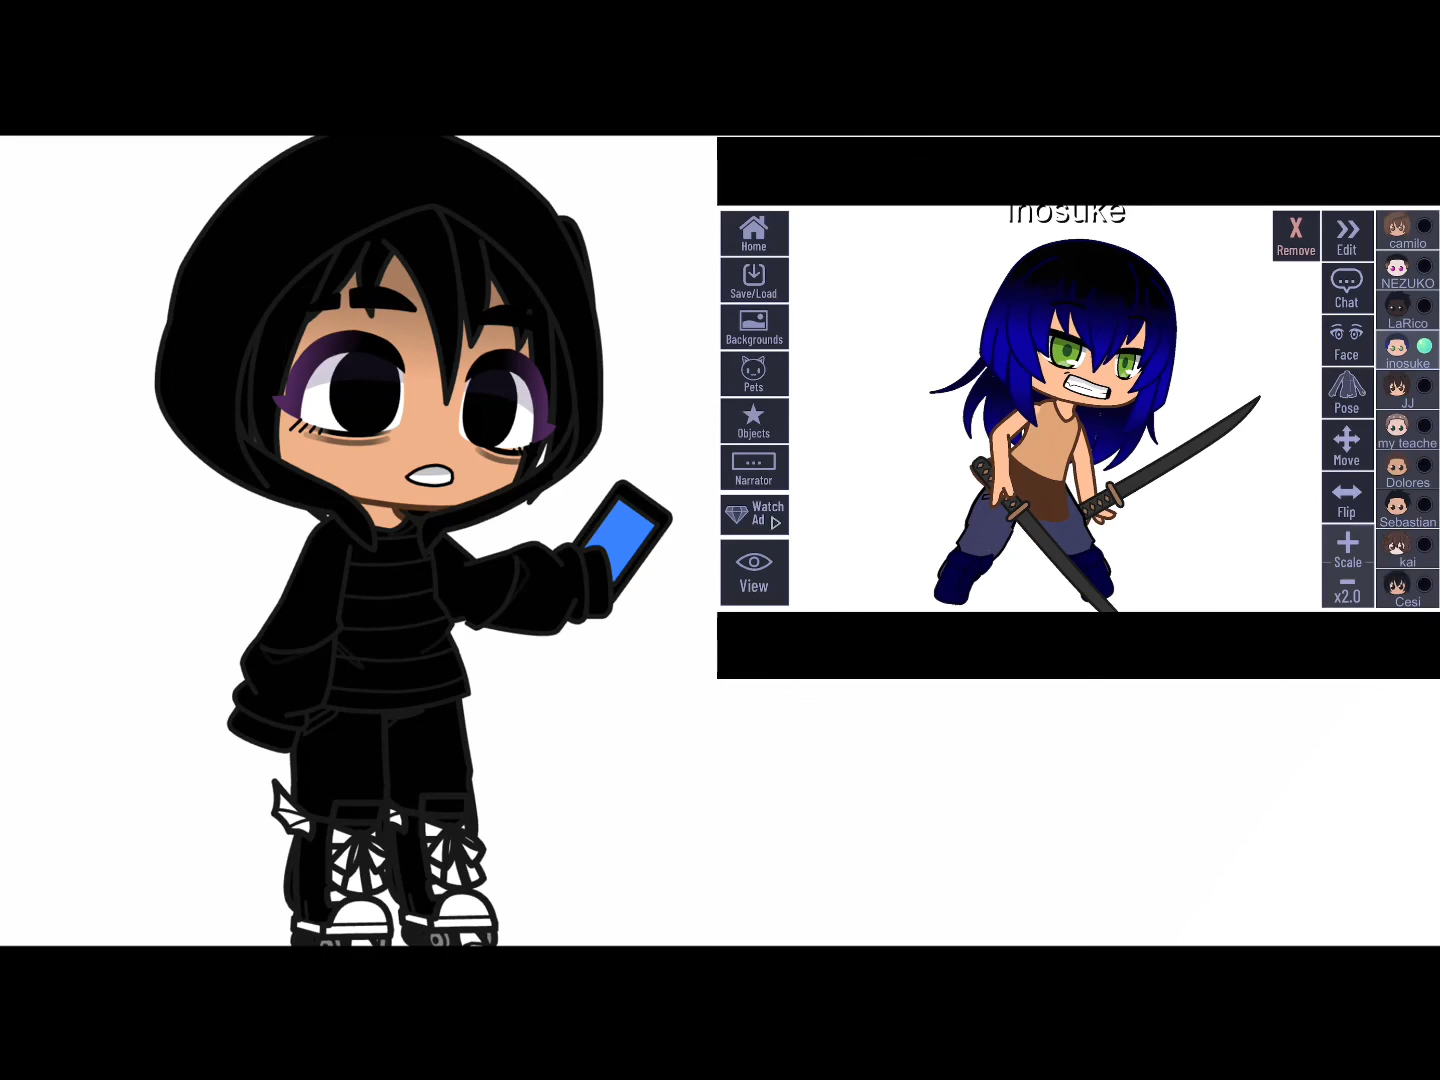 inosuke
Home
Save/Load
Backgrounds
Pets
Objects
Narrator
Watch
Ad
View
X
Remove
Edit
Chat
Face
Pose
Move
Flip
Scale
x2.0
camilo
NEZUKO
LaRico
inosuke
JJ
my teache
Dolores
Sebastian
kai
Cesi